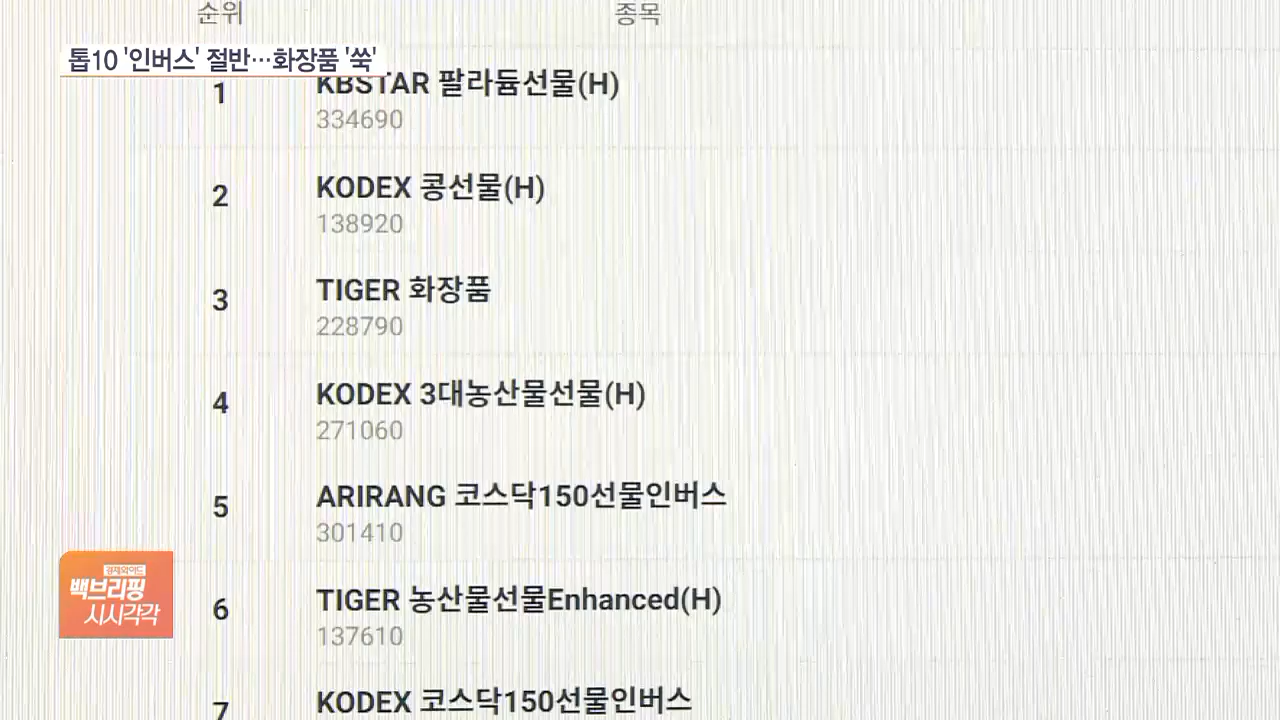 순위 종목
톱10 '인버스' 절반…화장품 '쑥'
1 KBSTAR 팔라듐선물(H)
334690
2 KODEX 콩선물(H)
138920
3 TIGER 화장품
228790
4 KODEX 3대농산물선물(H)
271060
5 ARIRANG 코스닥150선물인버스
301410
경제와이드
백브리핑
시시각각
6 TIGER 농산물선물Enhanced(H)
137610
7 KODEX 코스닥150선물인버스